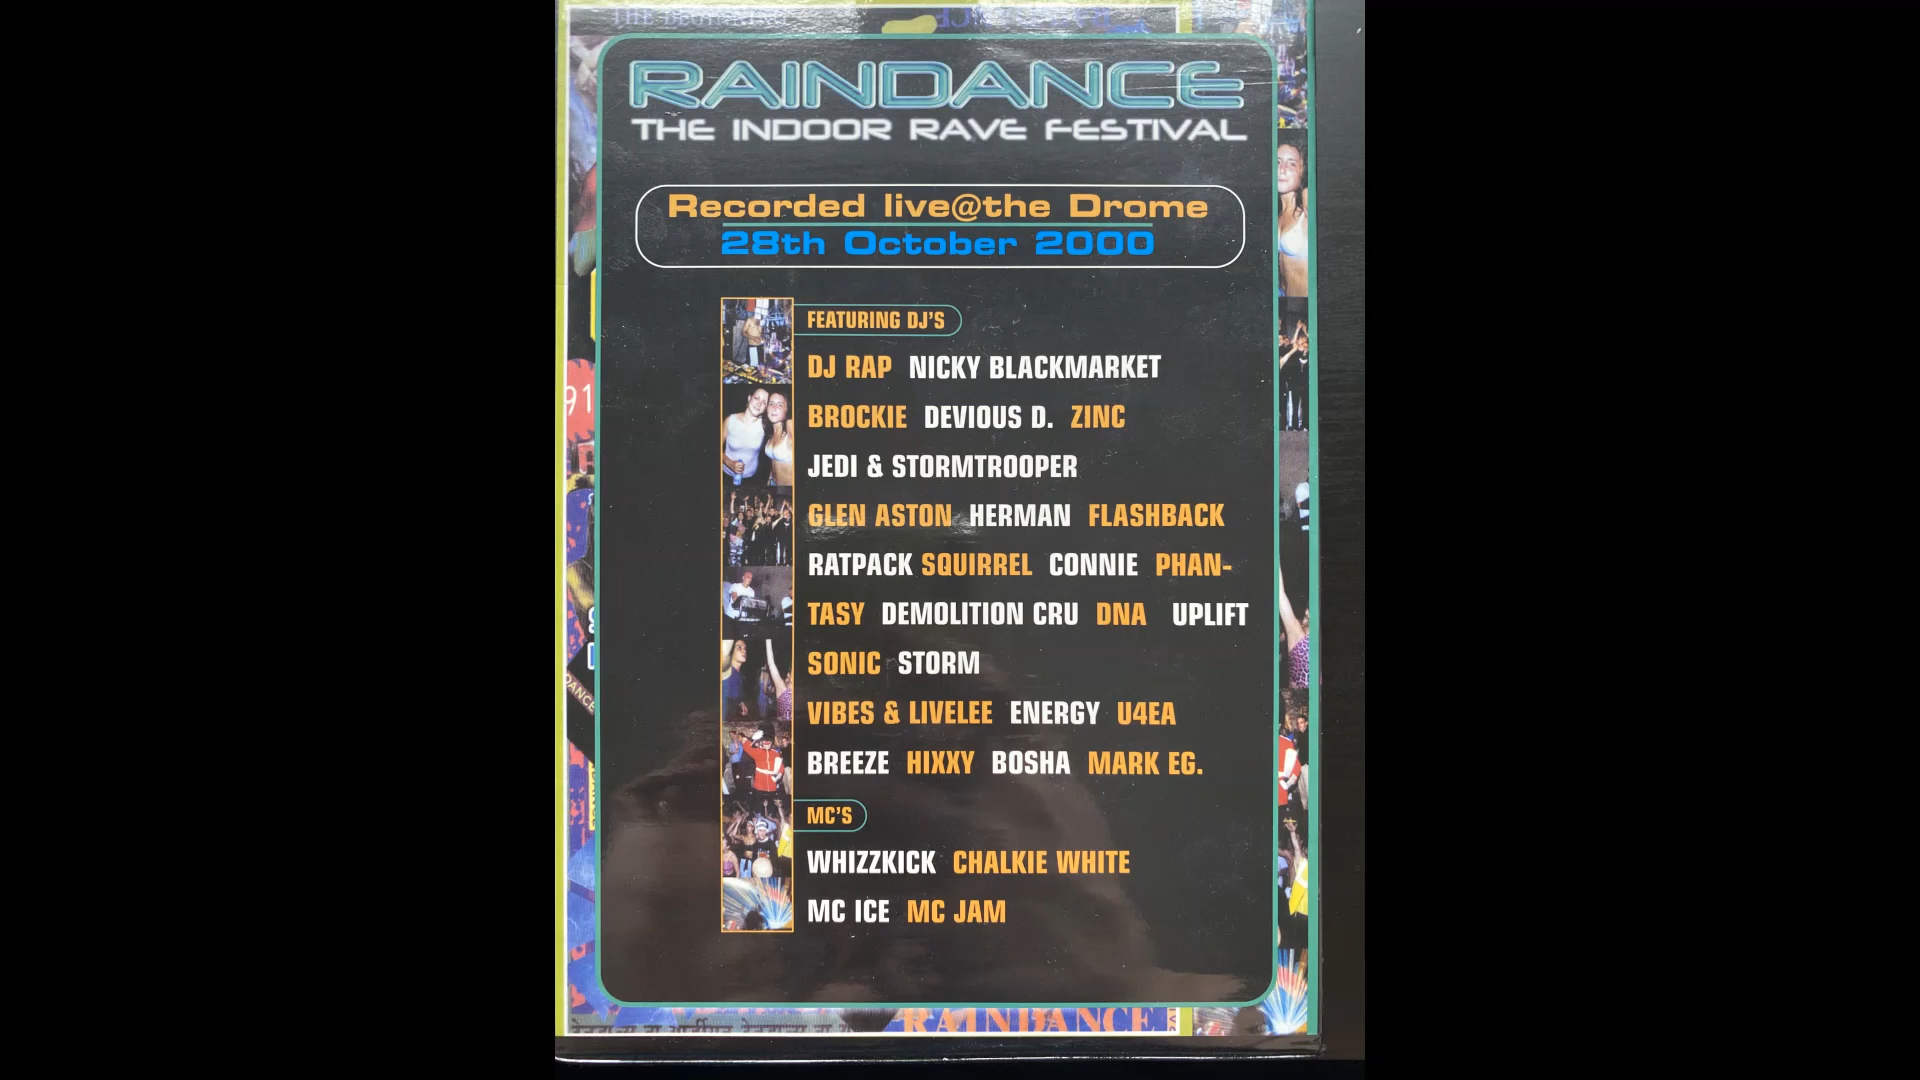 RAINDANCE
THE INDOOR RAVE FESTIVAL
Recorded live@the Drome
28th October 2000
FEATURING DJ'S
DJ RAP NICKY BLACKMARKET
BROCKIE DEVIOUS D. ZINC
JEDI & STORMTROOPER
GLEN ASTON HERMAN FLASHBACK
RATPACK SQUIRREL CONNIE PHAN-
TASY DEMOLITION CRU DNA UPLIFT
SONIC STORM
VIBES & LIVELEE ENERGY U4EA
BREEZE HIXXY BOSHA MARK EG.
MC'S
WHIZZKICK CHALKIE WHITE
MC ICE MC JAM
91
DANCE
RAINDANCE